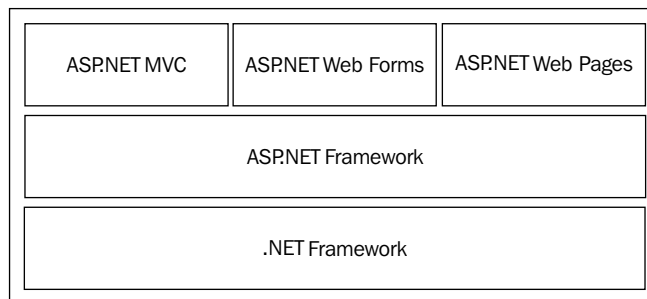 ASP.NET MVC
ASP.NET Web Forms
ASP.NET Web Pages
ASP.NET Framework
.NET Framework